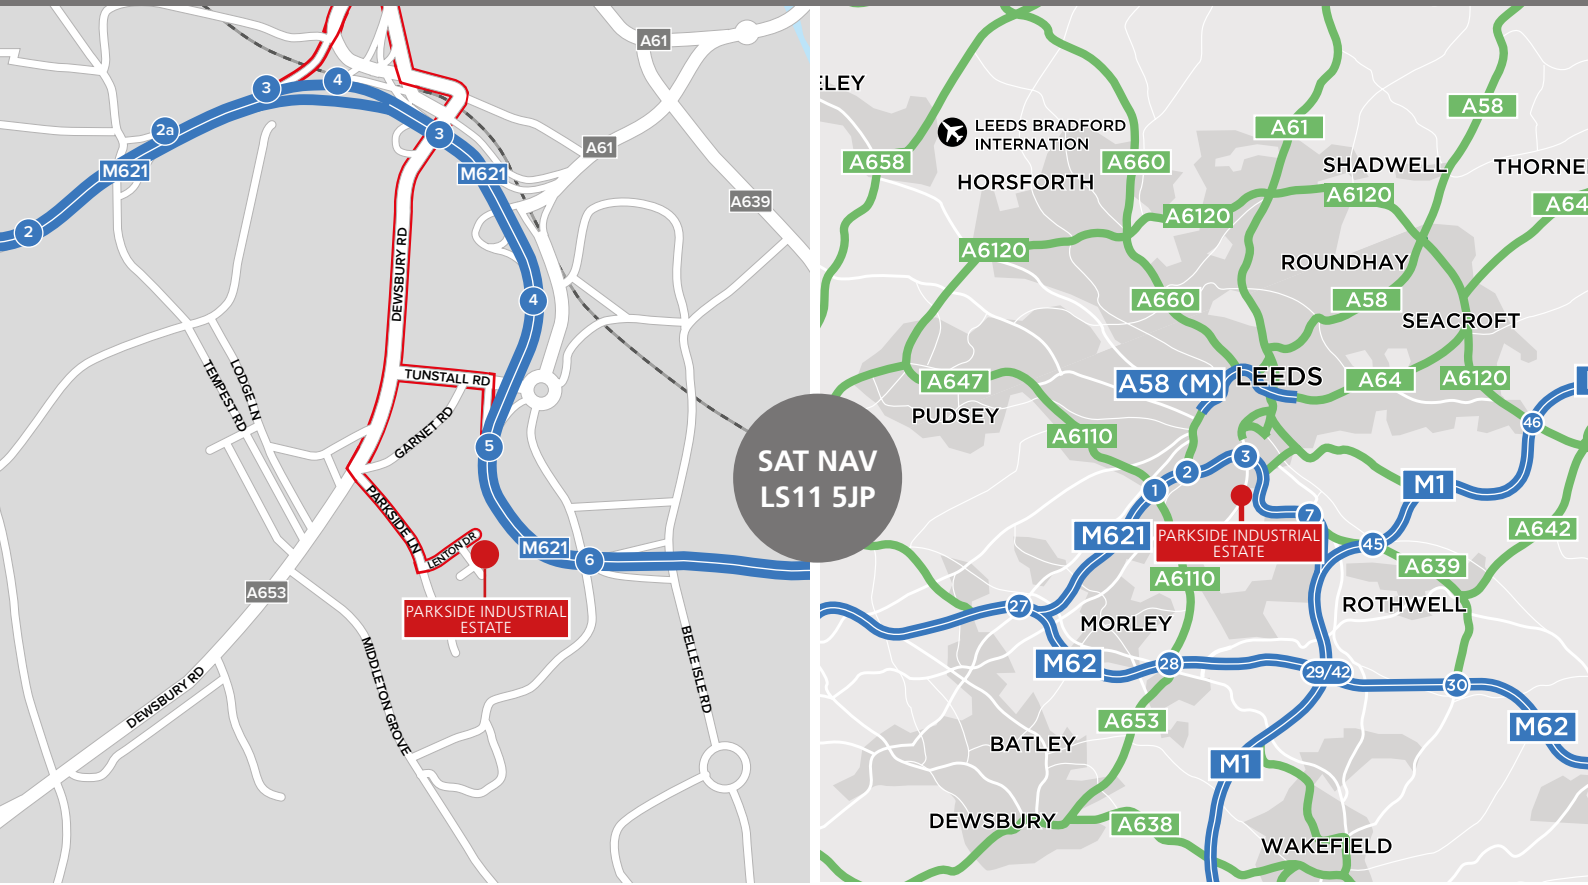 A61
3
4
2a
3
M621
M621
A61
A639
2
DEWSBURY RD
4
LODGE LN
TEMPEST RD
TUNSTALL RD
GARNET RD
5
PARKSIDE LN
LENTON DR
M621
6
A653
PARKSIDE INDUSTRIAL
ESTATE
MIDDLETON GROVE
BELLE ISLE RD
DEWSBURY RD
SAT NAV
LS11 5JP
ELEY
LEEDS BRADFORD
INTERNATION
A658
A660
HORSFORTH
A61
A58
SHADWELL
THORNE
A6120
A6120
A6120
A64
ROUNDHAY
A660
A58
SEACROFT
A647
PUDSEY
A58 (M)
LEEDS
A64
A6120
A6110
46
1
2
3
M1
7
M621
PARKSIDE INDUSTRIAL
ESTATE
45
A642
A639
A6110
27
MORLEY
ROTHWELL
M62
28
29/42
30
A653
M62
BATLEY
M1
DEWSBURY
A638
WAKEFIELD